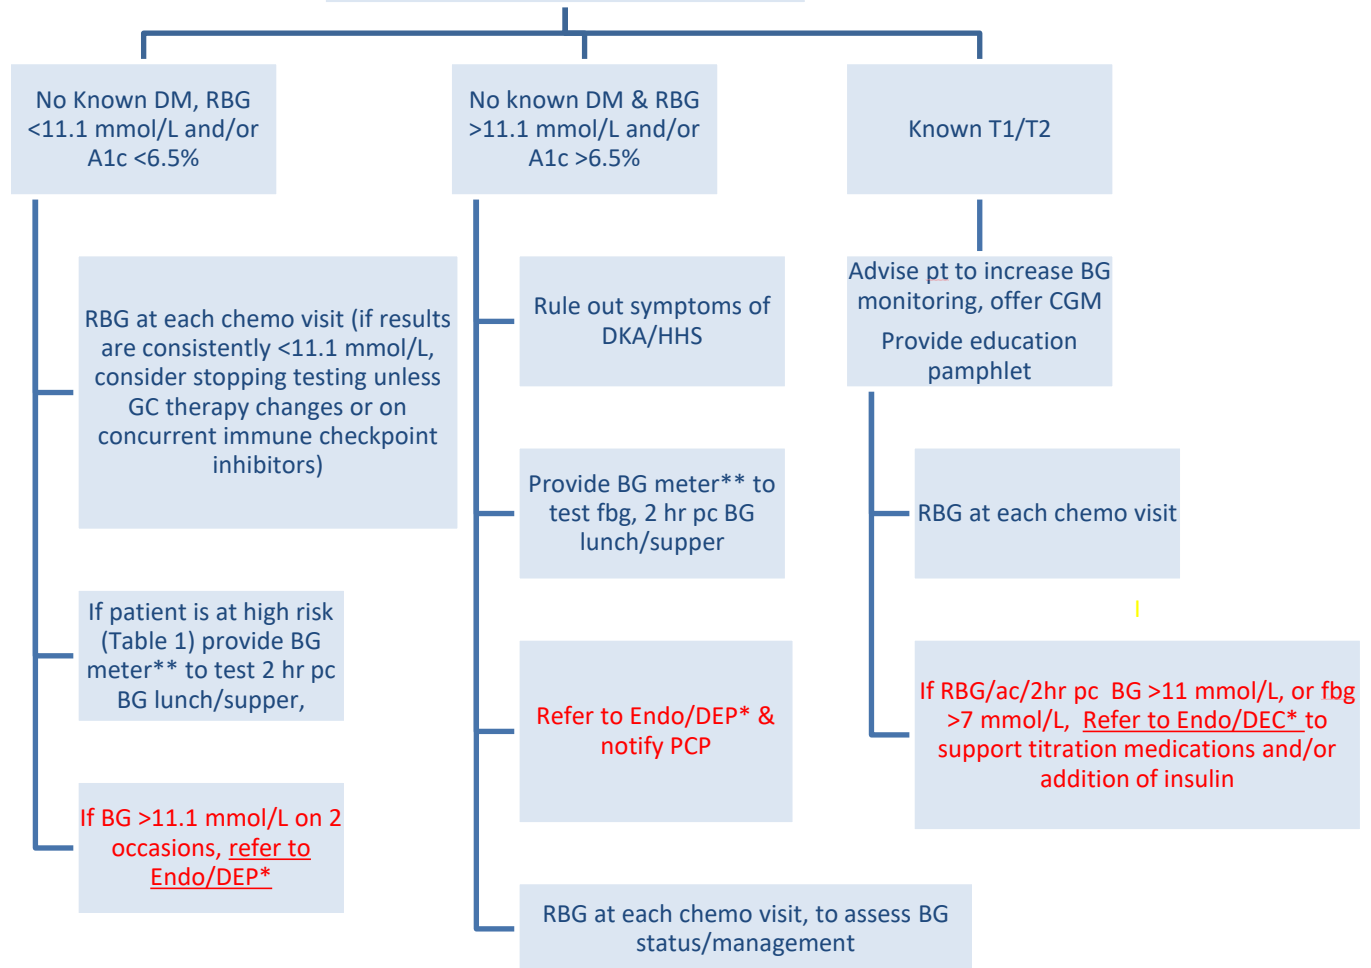 No Known DM, RBG
<11.1 mmol/L and/or
A1c <6.5%
RBG at each chemo visit (if results
are consistently <11.1 mmol/L,
consider stopping testing unless
GC therapy changes or on
concurrent immune checkpoint
inhibitors)
If patient is at high risk
(Table 1) provide BG
meter** to test 2 hr pc
BG lunch/supper,
If BG >11.1 mmol/L on 2
occasions, refer to
Endo/DEP*
No known DM & RBG
>11.1 mmol/L and/or
A1c >6.5%
Rule out symptoms of
DKA/HHS
Provide BG meter** to
test fbg, 2 hr pc BG
lunch/supper
Refer to Endo/DEP* &
notify PCP
RBG at each chemo visit, to assess BG
status/management
Known T1/T2
Advise pt to increase BG
monitoring, offer CGM
Provide education
pamphlet
RBG at each chemo visit
If RBG/ac/2hr pc BG >11 mmol/L, or fbg
>7 mmol/L, Refer to Endo/DEC* to
support titration medications and/or
addition of insulin